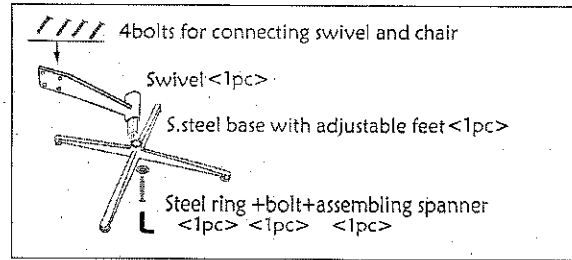 4bolts for connecting swivel and chair
Swivel<1pc>
S.steel base with adjustable feet<1pc>
Steel ring +bolt+assembling spanner
<1pc> <1pc> <1pc>